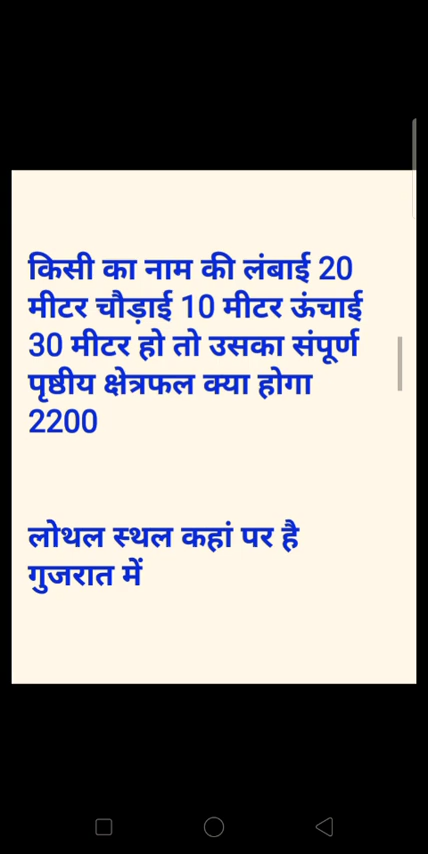 किसी का नाम की लंबाई 20
मीटर चौड़ाई 10 मीटर ऊंचाई
30 मीटर हो तो उसका संपूर्ण
पृष्ठीय क्षेत्रफल क्या होगा
2200
लोथल स्थल कहां पर है
गुजरात में